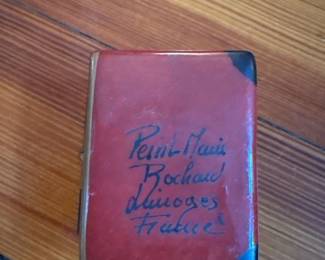 Peint Main
Rochard
Limoges
France